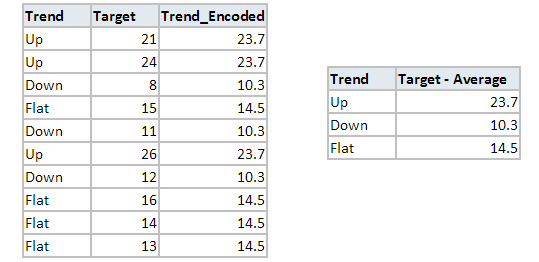 Trend Target Trend_Encoded
Up 21 23.7
Up 24 23.7
Down 8 10.3
Flat 15 14.5
Down 11 10.3
Up 26 23.7
Down 12 10.3
Flat 16 14.5
Flat 14 14.5
Flat 13 14.5
Trend Target - Average
Up 23.7
Down 10.3
Flat 14.5